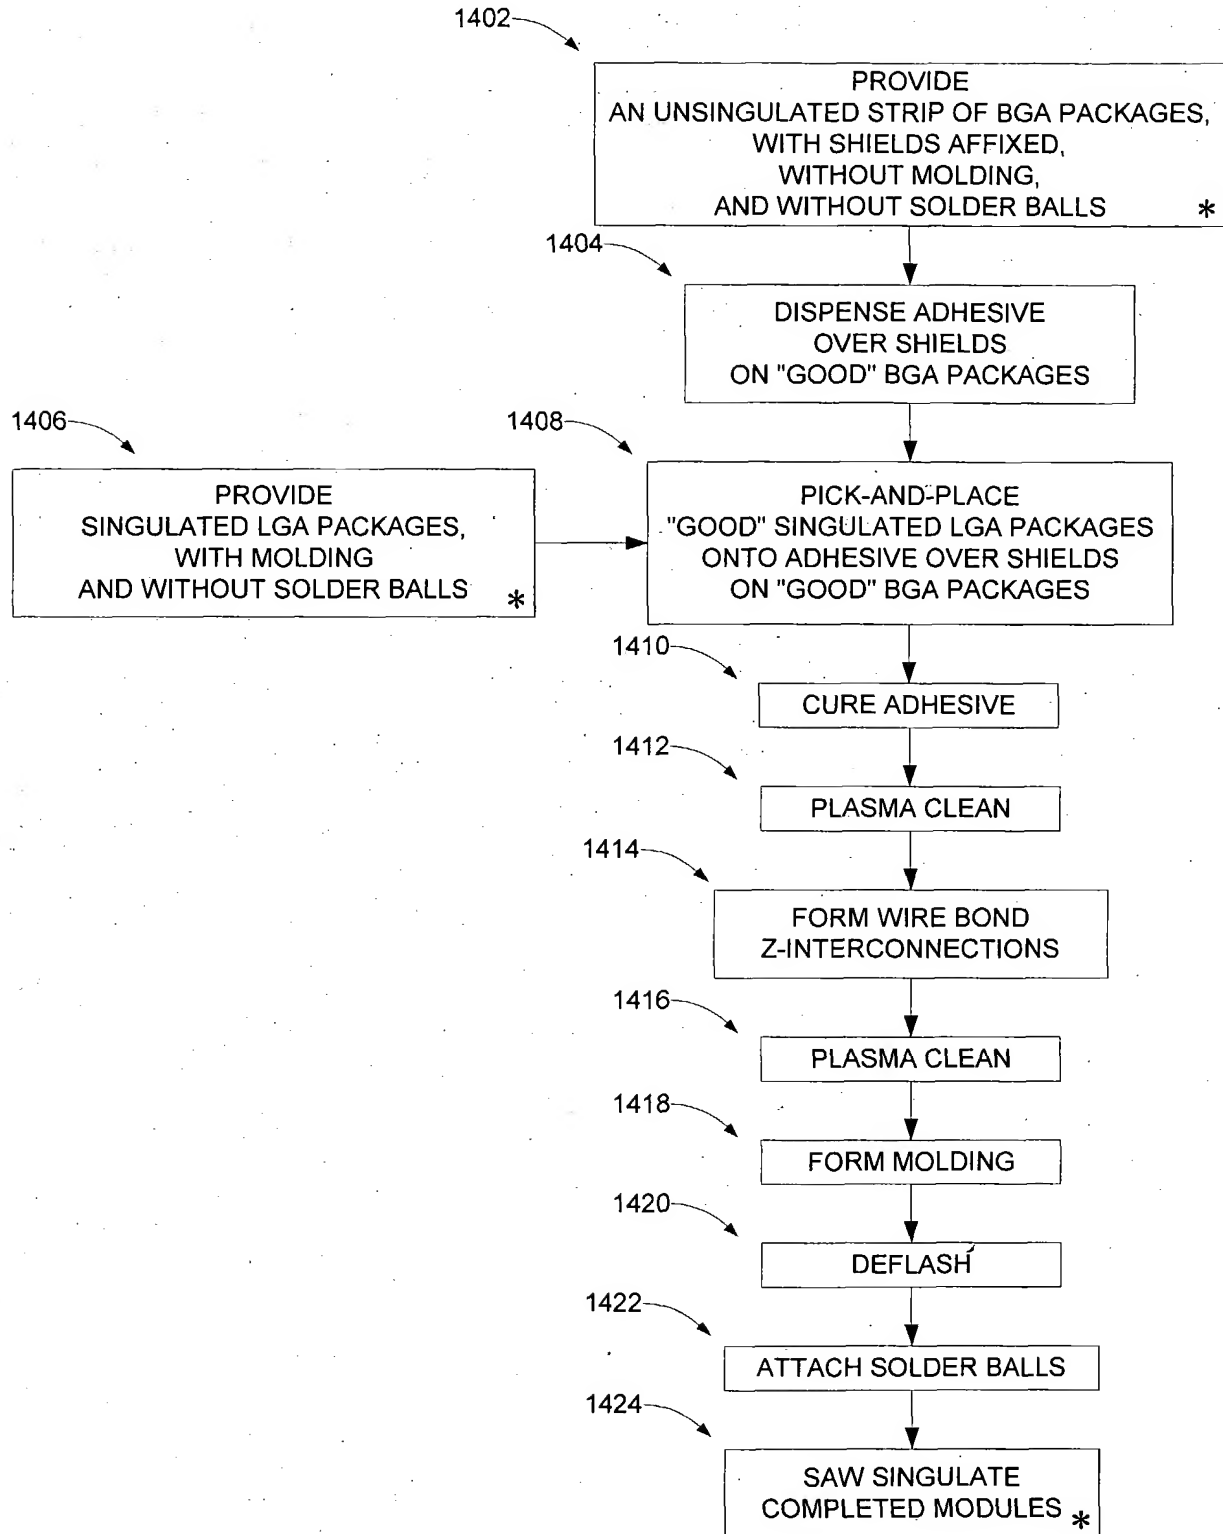 1402
PROVIDE
AN UNSINGULATED STRIP OF BGA PACKAGES,
WITH SHIELDS AFFIXED,
WITHOUT MOLDING,
AND WITHOUT SOLDER BALLS *
1404
DISPENSE ADHESIVE
OVER SHIELDS
ON "GOOD" BGA PACKAGES
1406
PROVIDE
SINGULATED LGA PACKAGES,
WITH MOLDING
AND WITHOUT SOLDER BALLS *
1408
PICK-AND-PLACE
"GOOD" SINGULATED LGA PACKAGES
ONTO ADHESIVE OVER SHIELDS
ON "GOOD" BGA PACKAGES
1410
CURE ADHESIVE
1412
PLASMA CLEAN
1414
FORM WIRE BOND
Z-INTERCONNECTIONS
1416
PLASMA CLEAN
1418
FORM MOLDING
1420
DEFLASH
1422
ATTACH SOLDER BALLS
1424
SAW SINGULATE
COMPLETED MODULES *